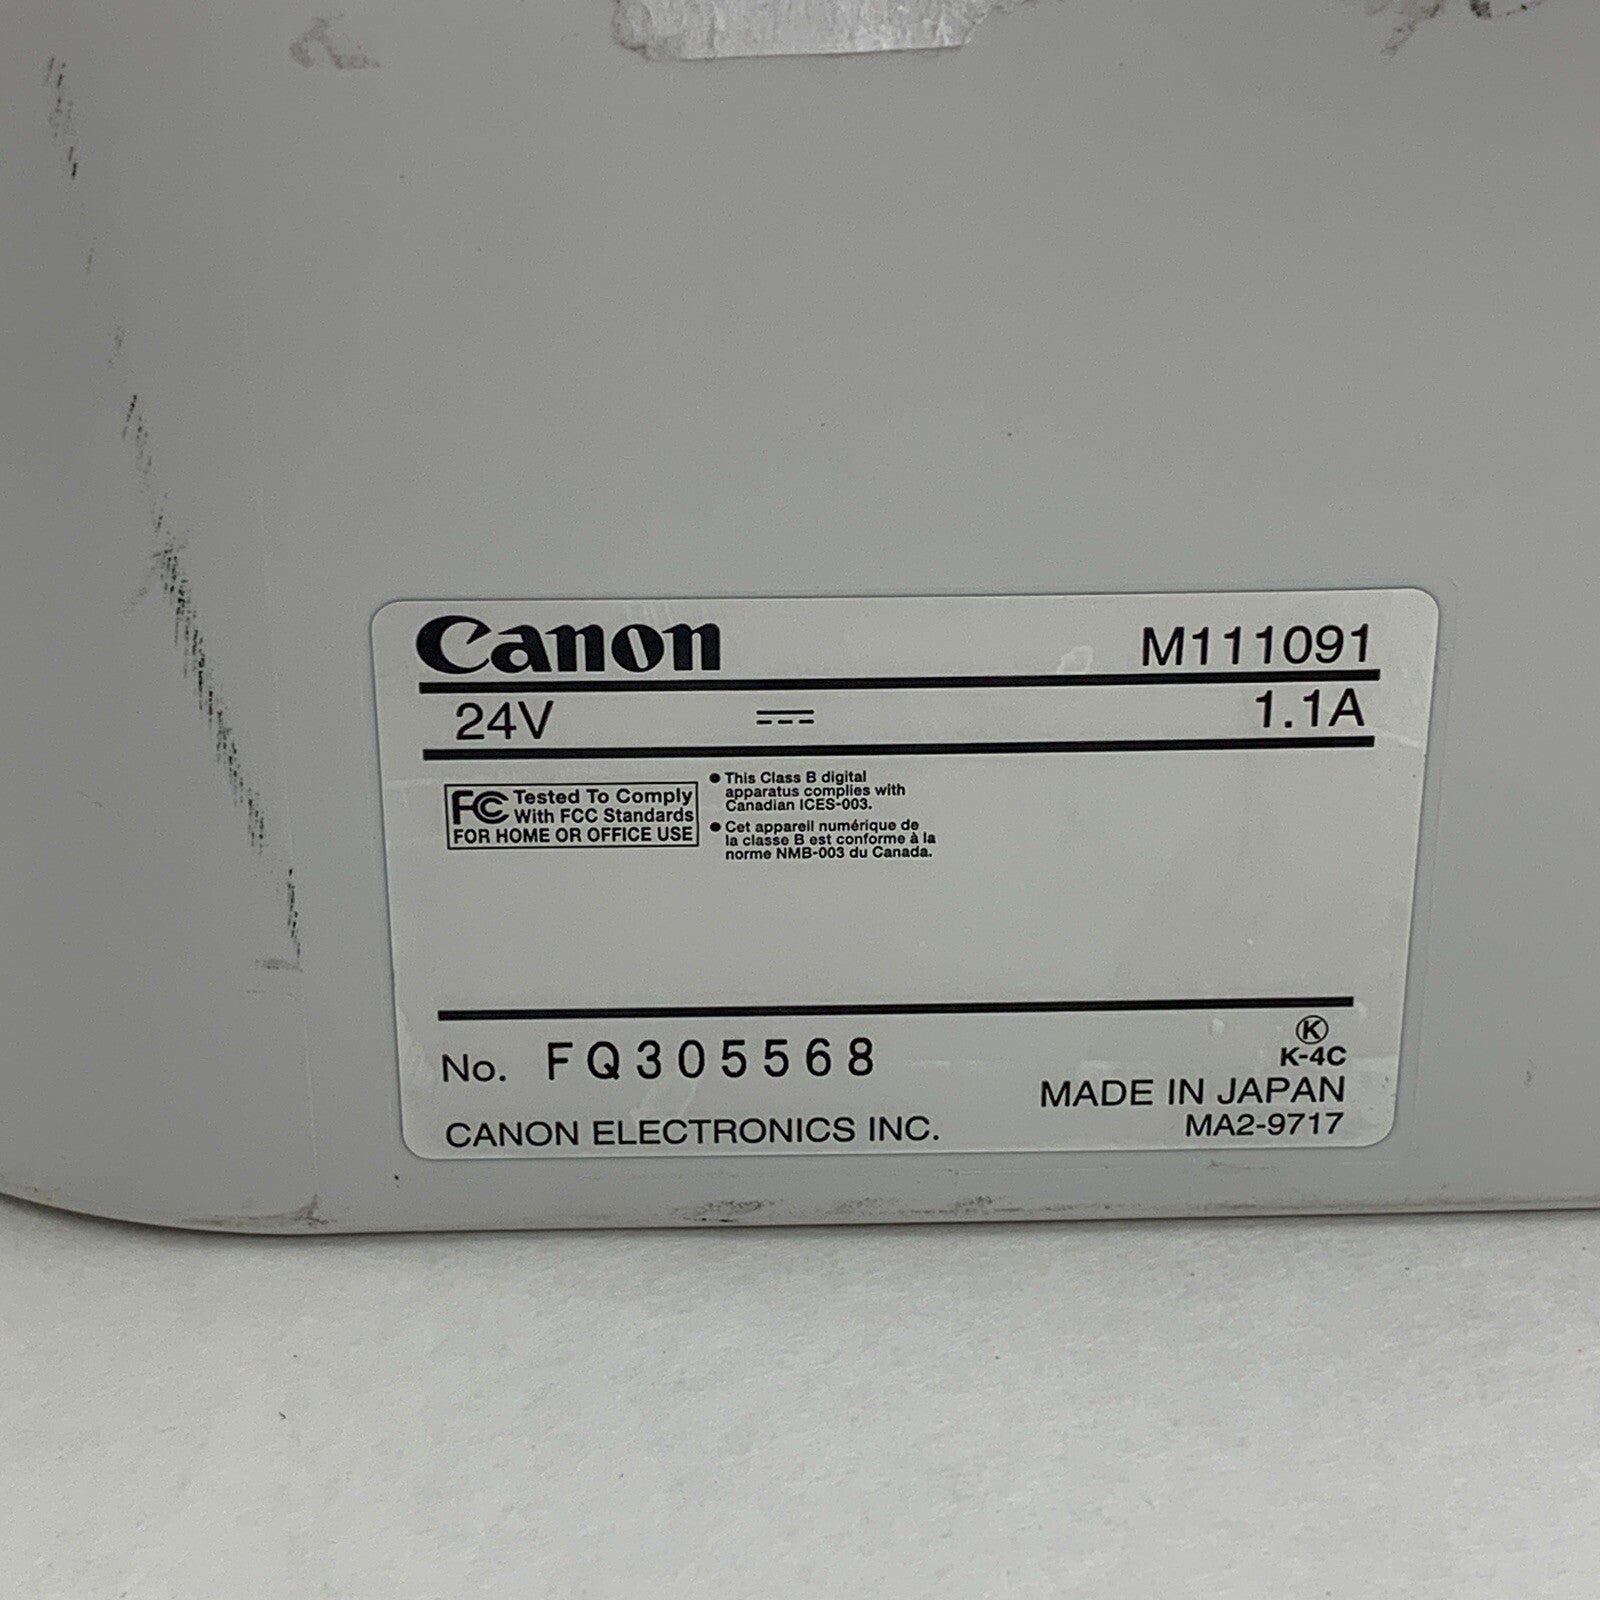 Canon M111091
24V 1.1A
FC Tested To Comply
With FCC Standards
FOR HOME OR OFFICE USE
● This Class B digital
apparatus complies with
Canadian ICES-003.
● Cet appareil numérique de
la classe B est conforme à la
norme NMB-003 du Canada.
K
K-4C
No. FQ305568
MADE IN JAPAN
CANON ELECTRONICS INC. MA2-9717